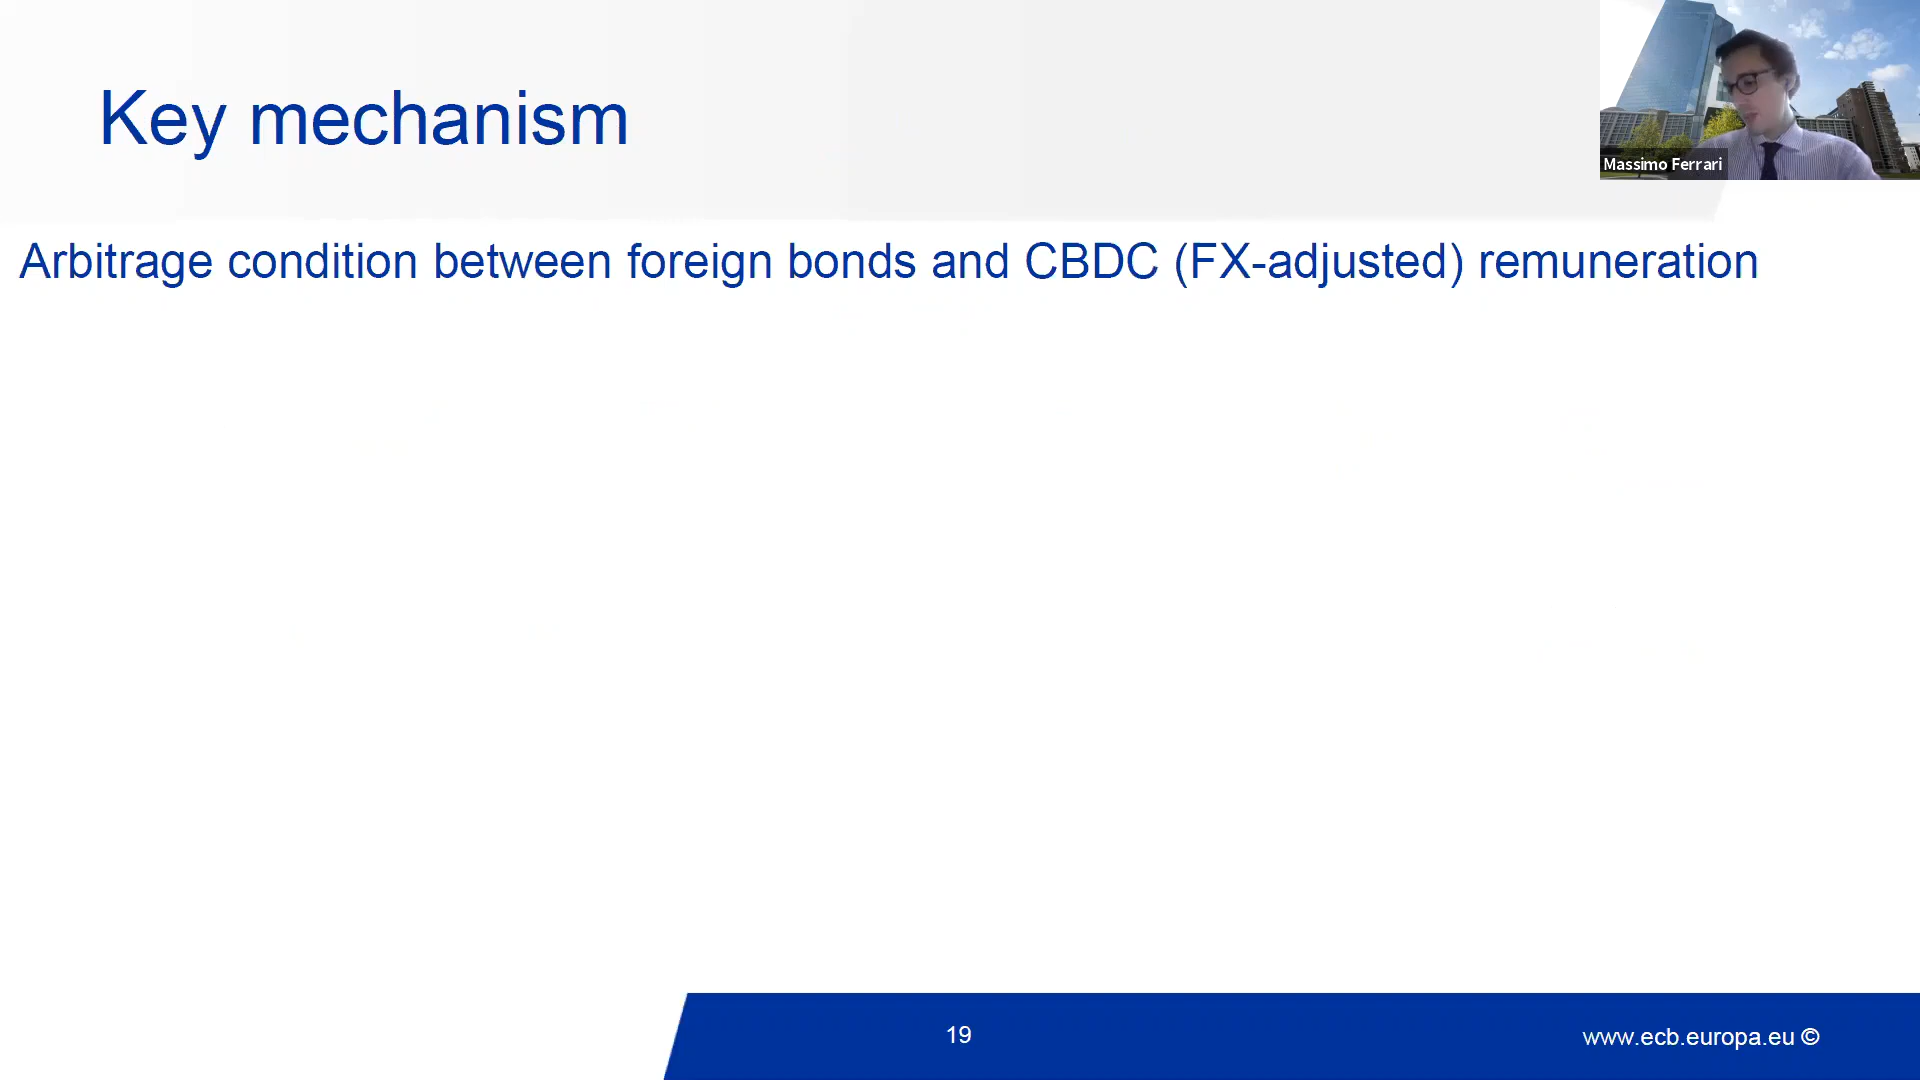 Key mechanism
Massimo Ferrari
Arbitrage condition between foreign bonds and CBDC (FX-adjusted) remuneration
19
www.ecb.europa.eu ©